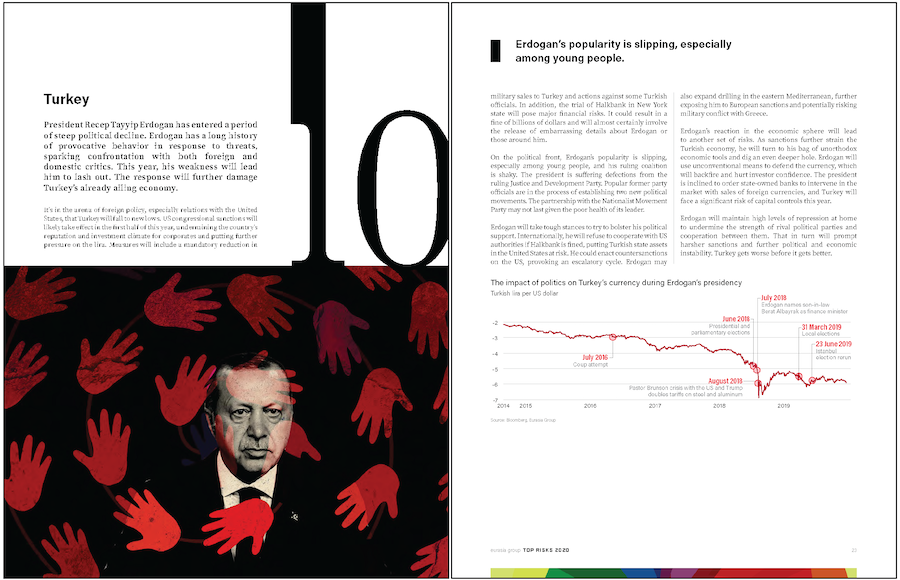 10
Turkey
President Recep Tayyip Erdogan has entered a period
of steep political decline. Erdogan has a long history
of provocative behavior in response to threats,
sparking confrontation with both foreign and
domestic critics. This year, his weakness will lead
him to lash out. The response will further damage
Turkey's already ailing economy.
It's in the arena of foreign policy, especially relations with the United
States, that Turkey will fall to new lows. US congressional sanctions will
likely take effect in the first half of this year, undermining the country's
reputation and investment climate for corporates and putting further
pressure on the lira. Measures will include a mandatory reduction in
Erdogan's popularity is slipping, especially
among young people.
military sales to Turkey and actions against some Turkish
officials. In addition, the trial of Halkbank in New York
state will pose major financial risks. It could result in a
fine of billions of dollars and will almost certainly involve
the release of embarrassing details about Erdogan or
those around him.
On the political front, Erdogan's popularity is slipping,
especially among young people, and his ruling coalition
is shaky. The president is suffering defections from the
ruling Justice and Development Party. Popular former party
officials are in the process of establishing two new political
movements. The partnership with the Nationalist Movement
Party may not last given the poor health of its leader.
Erdogan will take tough stances to try to bolster his political
support. Internationally, he will refuse to cooperate with US
authorities if Halkbank is fined, putting Turkish state assets
in the United States at risk. He could enact countersanctions
on the US, provoking an escalatory cycle. Erdogan may
also expand drilling in the eastern Mediterranean, further
exposing him to European sanctions and potentially risking
military conflict with Greece.
Erdogan's reaction in the economic sphere will lead
to another set of risks. As sanctions further strain the
Turkish economy, he will turn to his bag of unorthodox
economic tools and dig an even deeper hole. Erdogan will
use unconventional means to defend the currency, which
will backfire and hurt investor confidence. The president
is inclined to order state-owned banks to intervene in the
market with sales of foreign currencies, and Turkey will
face a significant risk of capital controls this year.
Erdogan will maintain high levels of repression at home
to undermine the strength of rival political parties and
cooperation between them. That in turn will prompt
harsher sanctions and further political and economic
instability. Turkey gets worse before it gets better.
The impact of politics on Turkey's currency during Erdogan's presidency
Turkish lira per US dollar
July 2018
Erdogan names son-in-law
Berat Albayrak as finance minister
June 2018
Presidential and
parliamentary elections
31 March 2019
Local elections
23 June 2019
Istanbul
election rerun
July 2016
Coup attempt
August 2018
Pastor Brunson crisis with the US and Trump
doubles tariffs on steel and aluminum
-2
-3
-4
-5
-6
-7
2014 2015 2016 2017 2018 2019
Source: Bloomberg, Eurasia Group
eurasia group TOP RISKS 2020
23